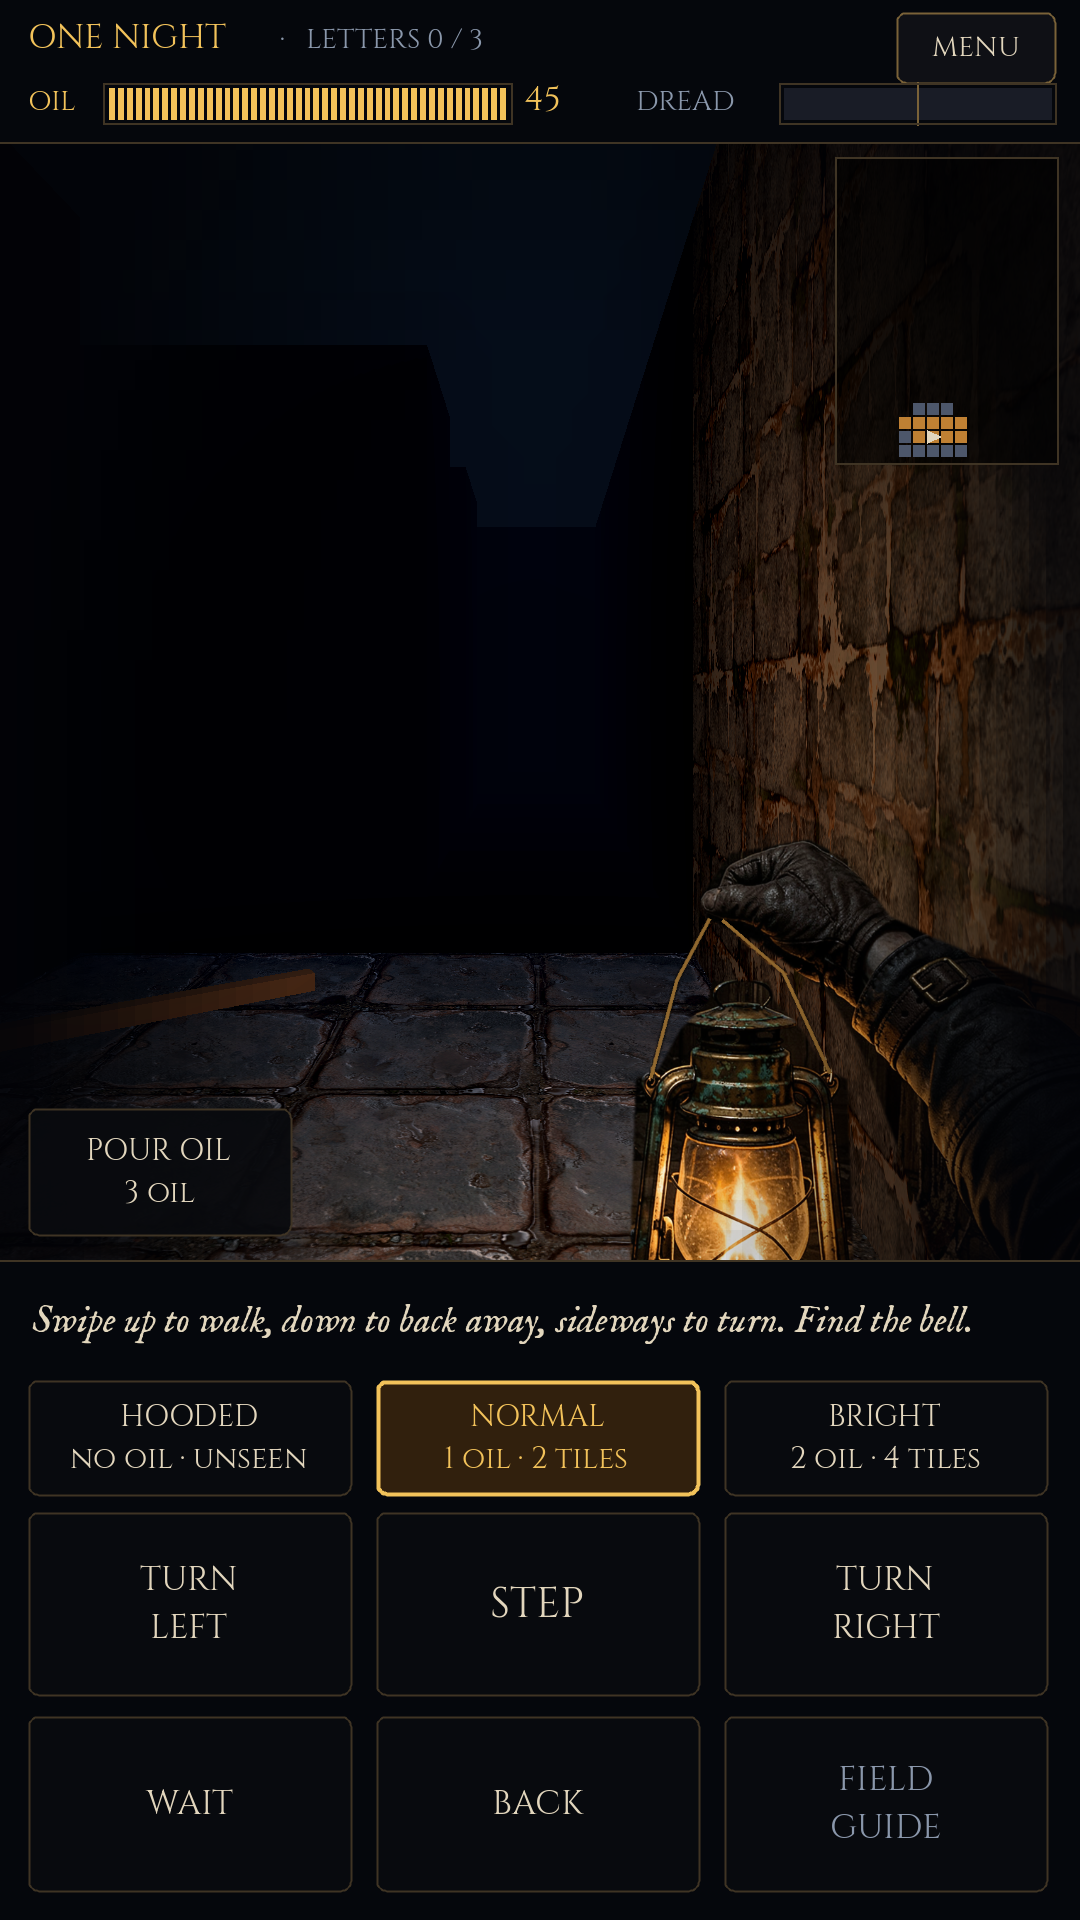 ONE NIGHT · LETTERS 0 / 3
MENU
OIL 45 DREAD
POUR OIL
3 OIL
Swipe up to walk, down to back away, sideways to turn. Find the bell.
HOODED
NO OIL · UNSEEN
NORMAL
1 OIL · 2 TILES
BRIGHT
2 OIL · 4 TILES
TURN
LEFT
STEP
TURN
RIGHT
WAIT
BACK
FIELD
GUIDE